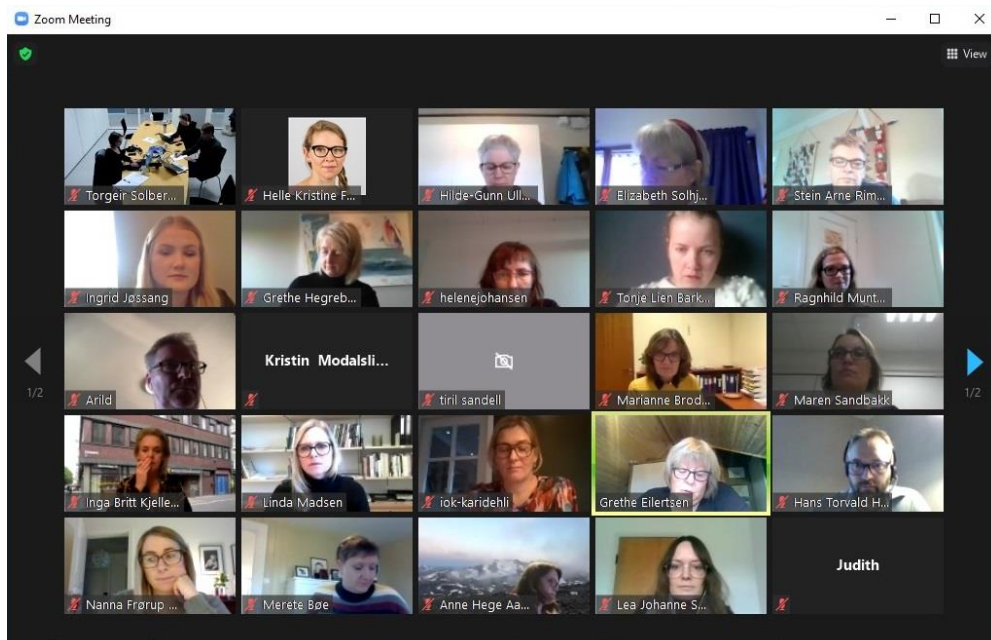 Zoom Meeting
View
Torgeir Solber...
Helle Kristine F...
Hilde-Gunn Ull...
Elizabeth Solhj...
Stein Arne Rim...
Ingrid Jøssang
Grethe Hegreb...
helenejohansen
Tonje Lien Bark...
Ragnhild Munt...
1/2
Arild
Kristin Modalsli...
tiril sandell
Marianne Brod...
Maren Sandbakk
1/2
Inga Britt Kjelle...
Linda Madsen
iok-karidehli
Grethe Eilertsen
Hans Torvald H...
Nanna Frørup ...
Merete Bøe
Anne Hege Aa...
Lea Johanne S...
Judith